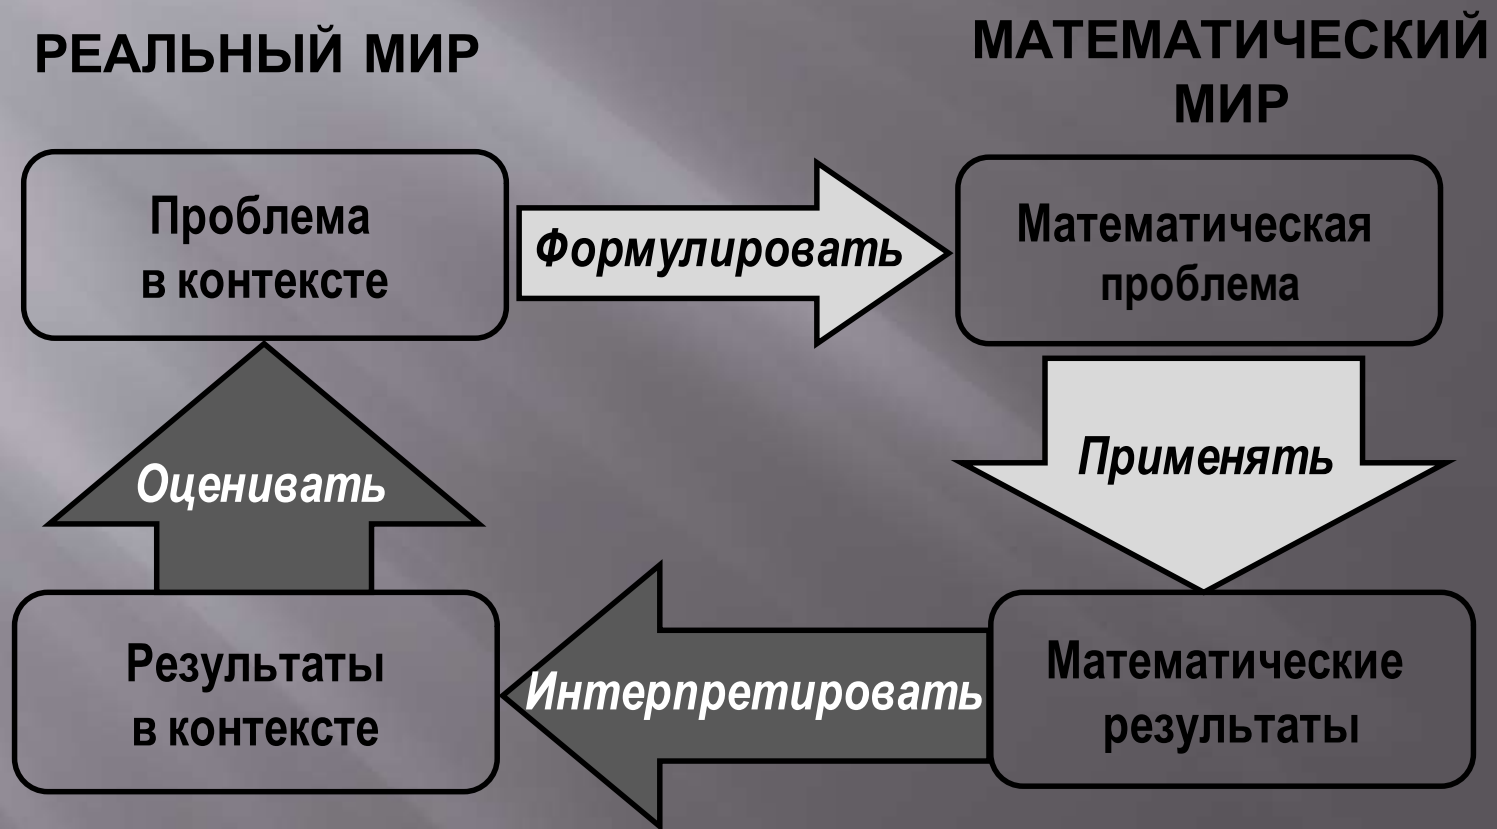 РЕАЛЬНЫЙ МИР
МАТЕМАТИЧЕСКИЙ
МИР
Проблема
в контексте
Формулировать
Математическая
проблема
Применять
Оценивать
Результаты
в контексте
Интерпретировать
Математические
результаты